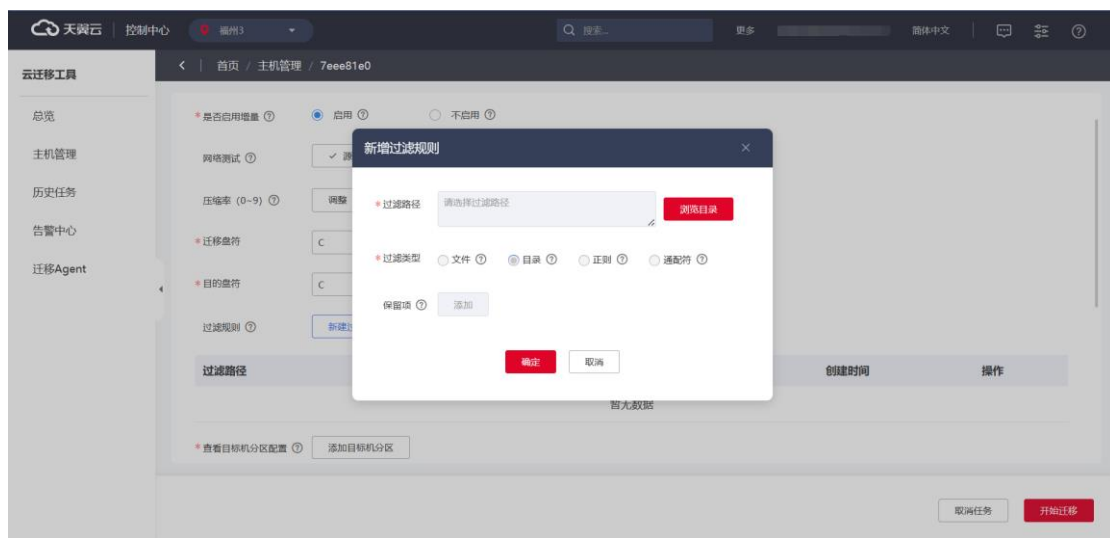 天翼云 控制中心 福州3 搜索... 更多 简体中文
云迁移工具
首页 / 主机管理 / 7eee81e0
总览
主机管理
历史任务
告警中心
迁移Agent
* 是否启用增量 启用 不启用
网络测试
压缩率 (0~9) 调整
* 迁移盘符 C
* 目的盘符 C
过滤规则
过滤路径 创建时间 操作
暂无数据
* 查看目标机分区配置 添加目标机分区
新增过滤规则
* 过滤路径 请选择过滤路径 浏览目录
* 过滤类型 文件 目录 正则 通配符
保留项 添加
确定 取消
取消任务 开始迁移